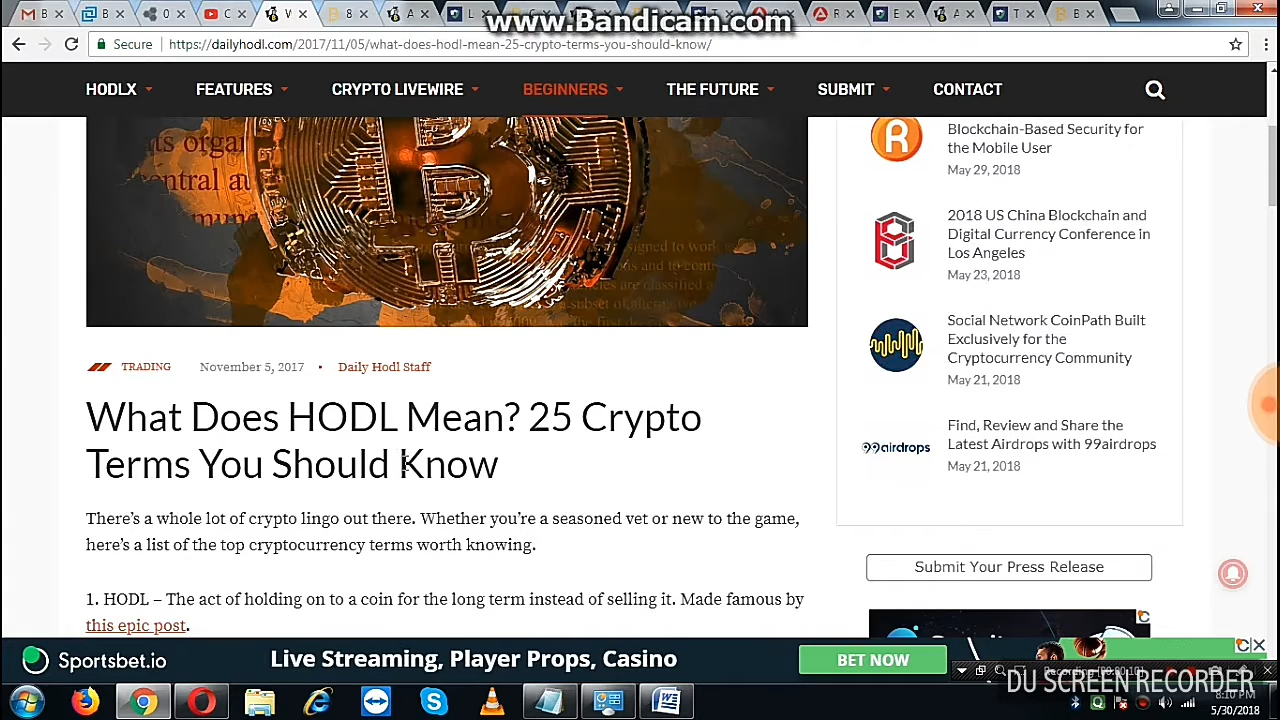 www.Bandicam.com
Secure
https://dailyhodl.com/2017/11/05/what-does-hodl-mean-25-crypto-terms-you-should-know/
HODLX FEATURES CRYPTO LIVEWIRE BEGINNERS THE FUTURE SUBMIT CONTACT
TRADING November 5, 2017 • Daily Hodl Staff
What Does HODL Mean? 25 Crypto
Terms You Should Know
There's a whole lot of crypto lingo out there. Whether you're a seasoned vet or new to the game,
here's a list of the top cryptocurrency terms worth knowing.
1. HODL – The act of holding on to a coin for the long term instead of selling it. Made famous by
this epic post.
Blockchain-Based Security for
the Mobile User
May 29, 2018
2018 US China Blockchain and
Digital Currency Conference in
Los Angeles
May 23, 2018
Social Network CoinPath Built
Exclusively for the
Cryptocurrency Community
May 21, 2018
99airdrops
Find, Review and Share the
Latest Airdrops with 99airdrops
May 21, 2018
Submit Your Press Release
Sportsbet.io
Live Streaming, Player Props, Casino
BET NOW
DU SCREEN RECORDER
8:10 PM
5/30/2018